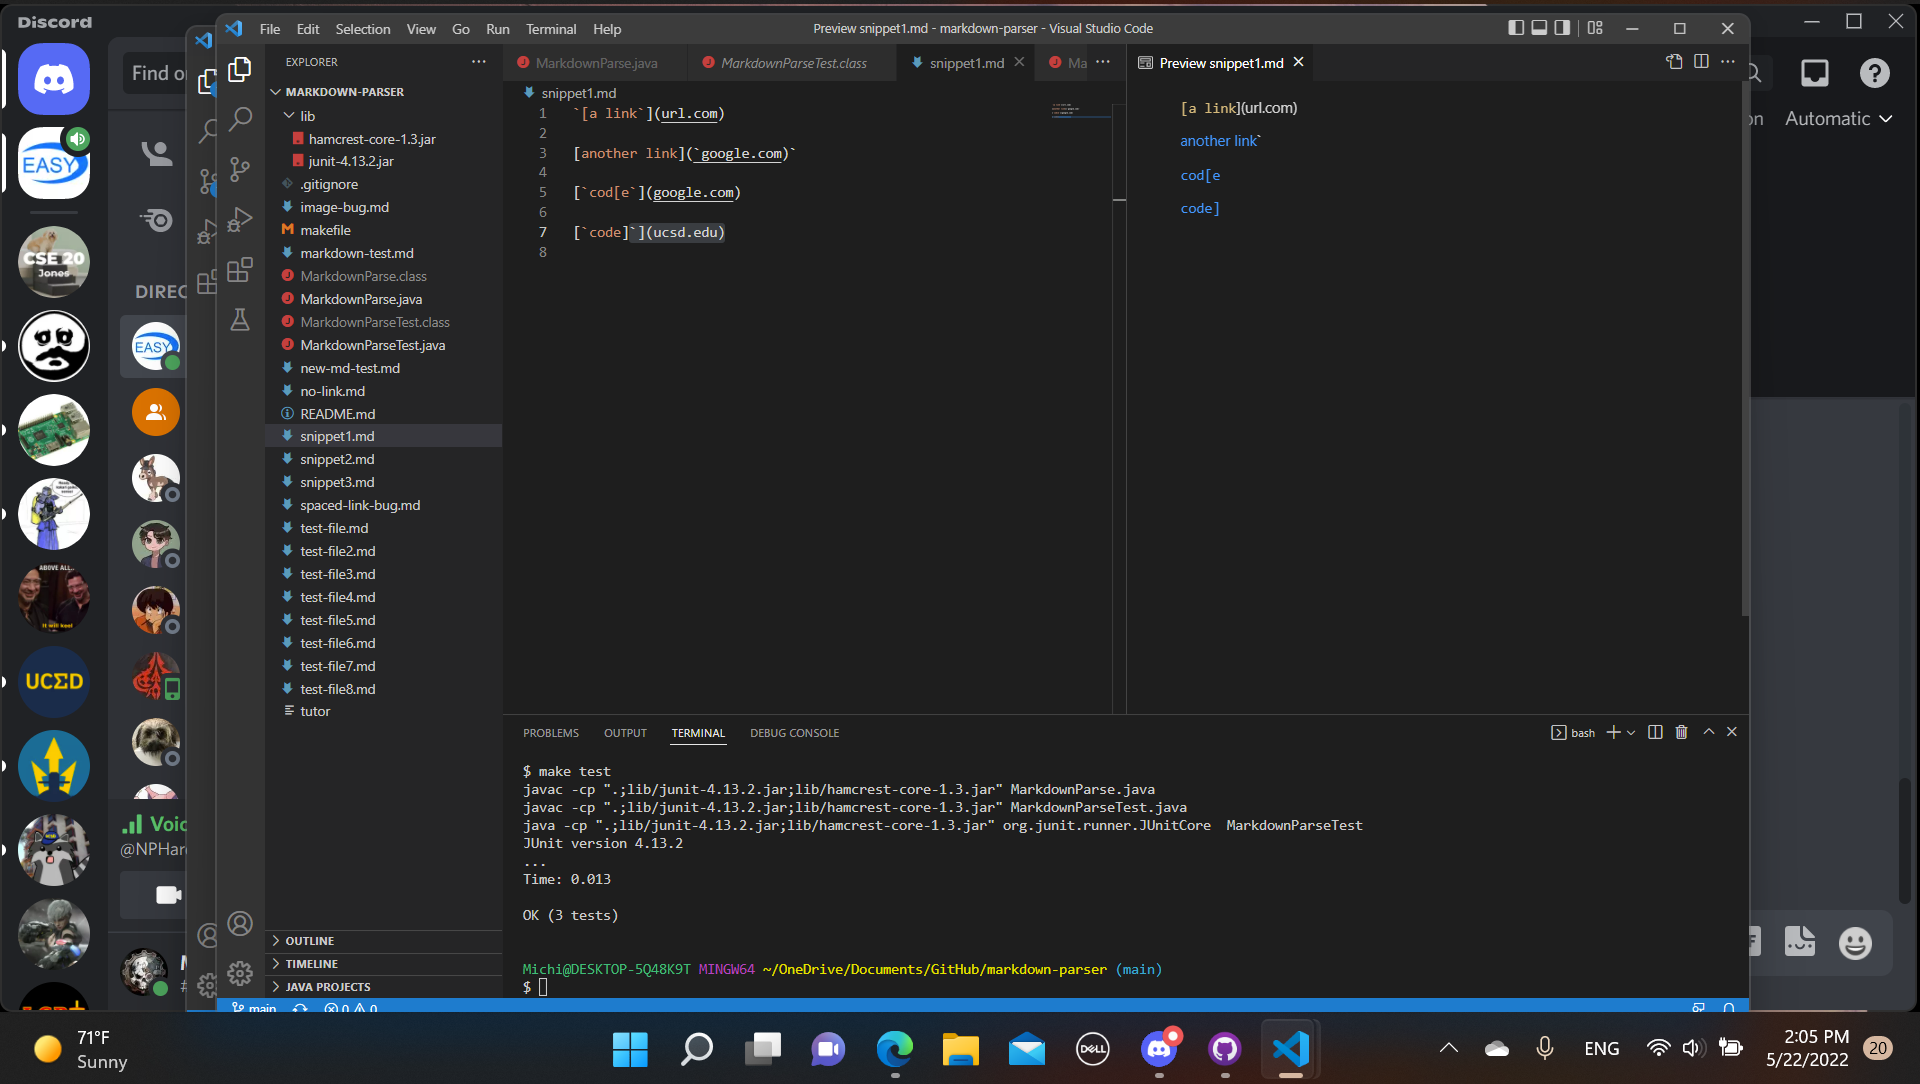 Discord
File Edit Selection View Go Run Terminal Help
Preview snippet1.md - markdown-parser - Visual Studio Code
Find o
EASY
CSE 20
Jones
ABOVE ALL..
UCΣD
DIREC
EASY
Voic
@NPHar
EXPLORER
MARKDOWN-PARSER
lib
hamcrest-core-1.3.jar
junit-4.13.2.jar
.gitignore
image-bug.md
makefile
markdown-test.md
MarkdownParse.class
MarkdownParse.java
MarkdownParseTest.class
MarkdownParseTest.java
new-md-test.md
no-link.md
README.md
snippet1.md
snippet2.md
snippet3.md
spaced-link-bug.md
test-file.md
test-file2.md
test-file3.md
test-file4.md
test-file5.md
test-file6.md
test-file7.md
test-file8.md
tutor
OUTLINE
TIMELINE
JAVA PROJECTS
MarkdownParse.java MarkdownParseTest.class snippet1.md Ma
snippet1.md
1 `[a link`](url.com)
2
3 [another link](`google.com)`
4
5 [`cod[e`](google.com)
6
7 [`code]`](ucsd.edu)
8
Preview snippet1.md
[a link](url.com)
another link`
cod[e
code]
on Automatic
PROBLEMS OUTPUT TERMINAL DEBUG CONSOLE
bash
$ make test
javac -cp ".;lib/junit-4.13.2.jar;lib/hamcrest-core-1.3.jar" MarkdownParse.java
javac -cp ".;lib/junit-4.13.2.jar;lib/hamcrest-core-1.3.jar" MarkdownParseTest.java
java -cp ".;lib/junit-4.13.2.jar;lib/hamcrest-core-1.3.jar" org.junit.runner.JUnitCore MarkdownParseTest
JUnit version 4.13.2
...
Time: 0.013
OK (3 tests)
Michi@DESKTOP-5Q48K9T MINGW64 ~/OneDrive/Documents/GitHub/markdown-parser (main)
$
main 0 0
71°F
Sunny
DELL
ENG
2:05 PM
5/22/2022
20